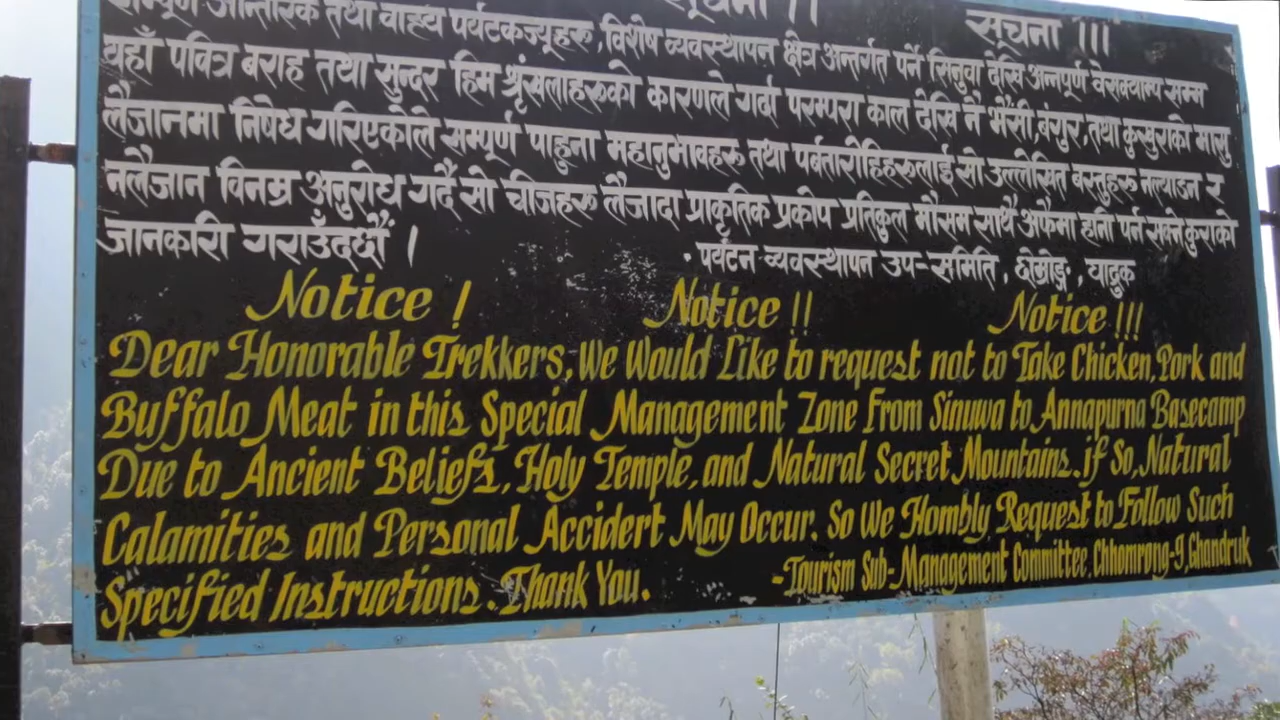 सूचना !! सूचना !!!
सम्पूर्ण आन्तारिक तथा वाह्य पर्यटकज्यूहरू, विशेष व्यवस्थापन क्षेत्र अन्तर्गत पर्ने सिनुवा देखि अन्नपूर्ण वेसक्याम्प सम्म
यहाँ पवित्र बराह तथा सुन्दर हिम श्रृंखलाहरुको कारणले गर्दा परम्परा काल देखि नै भैंसी, बंगुर, तथा कुखुराको मासु
लैजानमा निषेध गरिएकोले सम्पूर्ण पाहुना महानुभावहरू तथा पर्वतारोहिहरुलाई सो उल्लेखित बस्तुहरू नल्याउन र
नलैजान विनम्र अनुरोध गर्दै सो चीजहरू लैजादा प्राकृतिक प्रकोप प्रतिकुल मौसम साथै अफैमा हानी पर्न सक्ने कुराको
जानकारी गराउँदछौं ।
पर्यटन व्यवस्थापन उप-समिति, छोम्रोङ, घान्द्रुक
Notice ! Notice !! Notice !!!
Dear Honorable Trekkers, We Would Like to request not to Take Chicken, Pork and
Buffalo Meat in this Special Management Zone From Sinuwa to Annapurna Basecamp
Due to Ancient Beliefs, Holy Temple, and Natural Secret Mountains. if So, Natural
Calamities and Personal Accidert May Occur. So We Hombly Request to Follow Such
Specified Instructions. Thank You.
-Tourism Sub-Management Committee, Chhomrong-9, Ghandruk